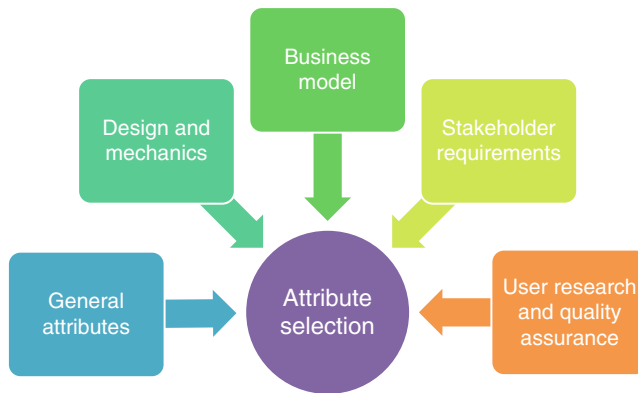 Business
model
Design and
mechanics
Stakeholder
requirements
General
attributes
Attribute
selection
User research
and quality
assurance